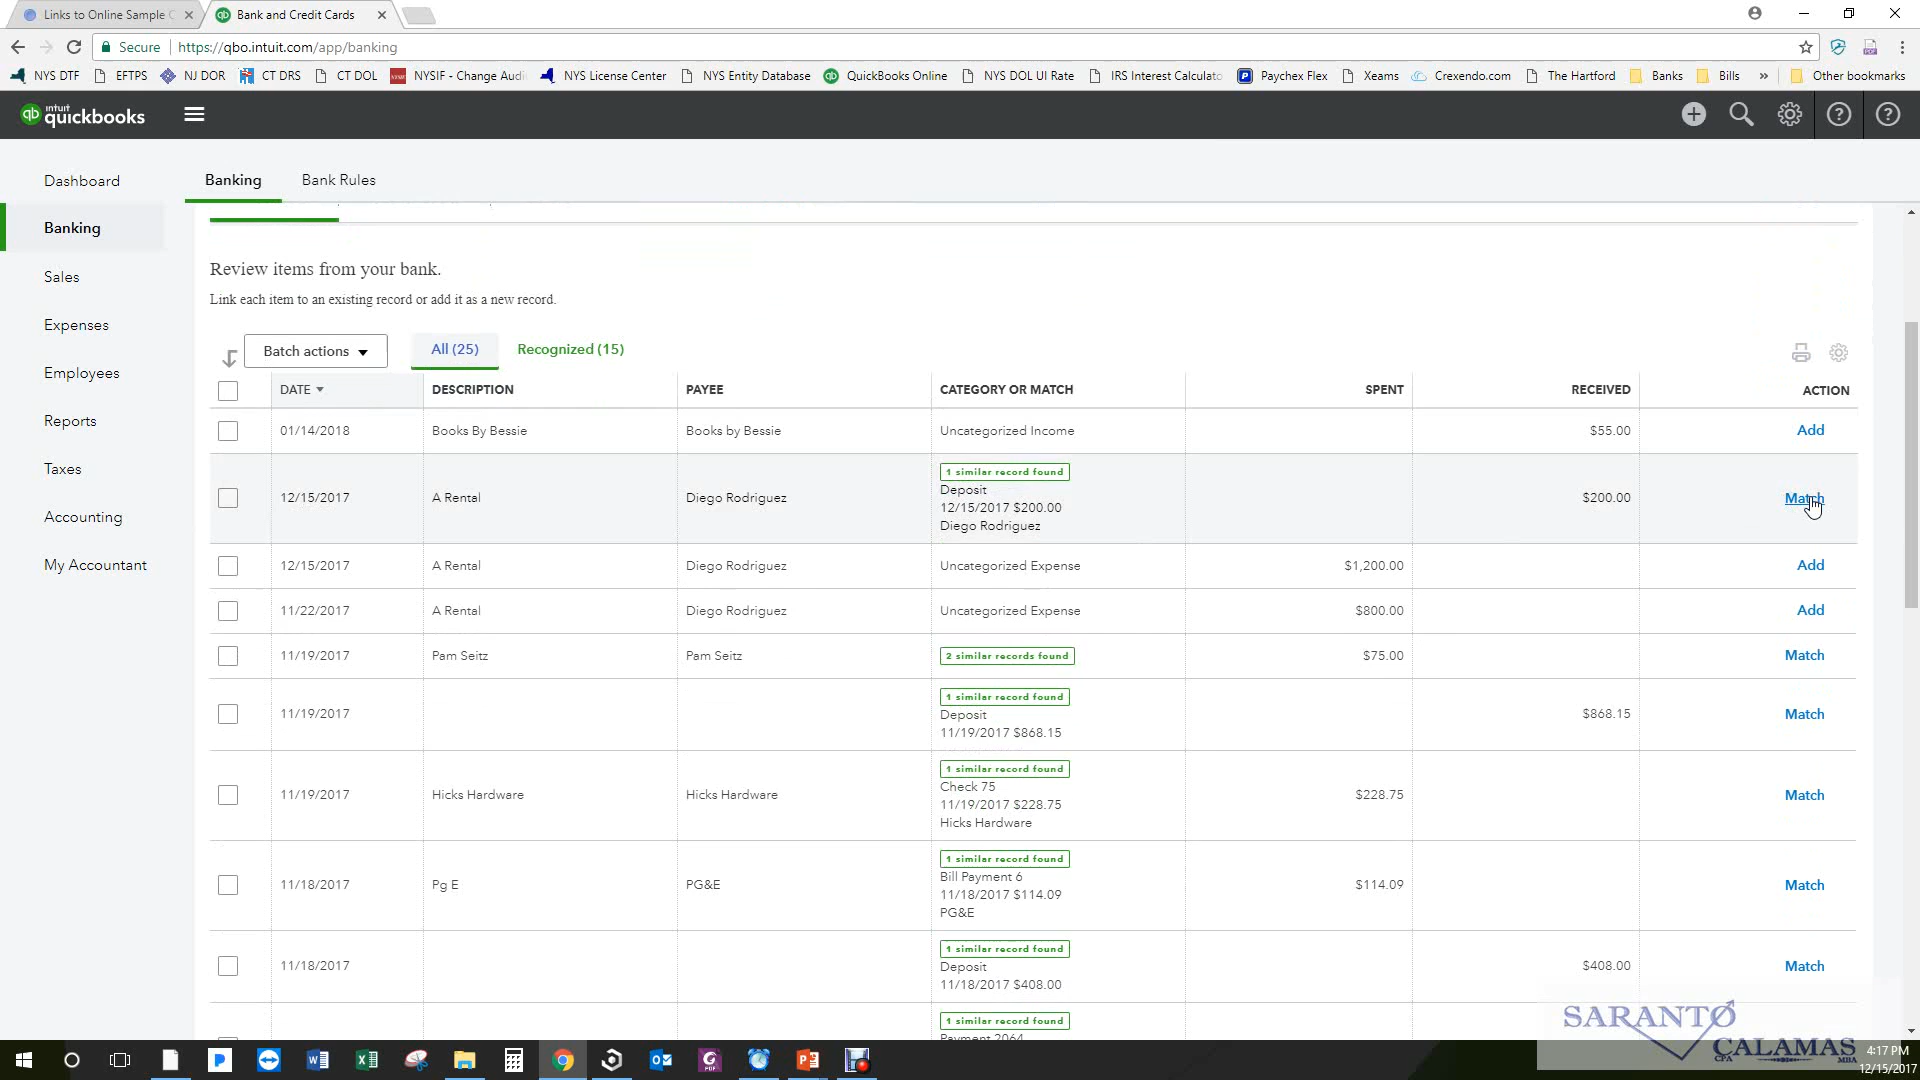 Links to Online Sample C
Bank and Credit Cards
Secure
https://qbo.intuit.com/app/banking
NYS DTF
EFTPS
NJ DOR
CT DRS
CT DOL
NYSIF - Change Audi
NYS License Center
NYS Entity Database
QuickBooks Online
NYS DOL UI Rate
IRS Interest Calculato
Paychex Flex
Xeams
Crexendo.com
The Hartford
Banks
Bills
»
Other bookmarks
qb intuit quickbooks
Dashboard
Banking
Sales
Expenses
Employees
Reports
Taxes
Accounting
My Accountant
Banking
Bank Rules
Review items from your bank.
Link each item to an existing record or add it as a new record.
Batch actions
All (25)
Recognized (15)
DATE DESCRIPTION PAYEE CATEGORY OR MATCH SPENT RECEIVED ACTION
01/14/2018 Books By Bessie Books by Bessie Uncategorized Income $55.00 Add
1 similar record found
Deposit
12/15/2017 A Rental Diego Rodriguez 12/15/2017 $200.00 $200.00 Match
Diego Rodriguez
12/15/2017 A Rental Diego Rodriguez Uncategorized Expense $1,200.00 Add
11/22/2017 A Rental Diego Rodriguez Uncategorized Expense $800.00 Add
11/19/2017 Pam Seitz Pam Seitz 2 similar records found $75.00 Match
1 similar record found
11/19/2017 Deposit $868.15 Match
11/19/2017 $868.15
1 similar record found
Check 75
11/19/2017 Hicks Hardware Hicks Hardware 11/19/2017 $228.75 $228.75 Match
Hicks Hardware
1 similar record found
Bill Payment 6
11/18/2017 Pg E PG&E 11/18/2017 $114.09 $114.09 Match
PG&E
1 similar record found
11/18/2017 Deposit $408.00 Match
11/18/2017 $408.00
1 similar record found
Payment 2064
SARANTO
CALAMAS
CPA
MBA
4:17 PM
12/15/2017